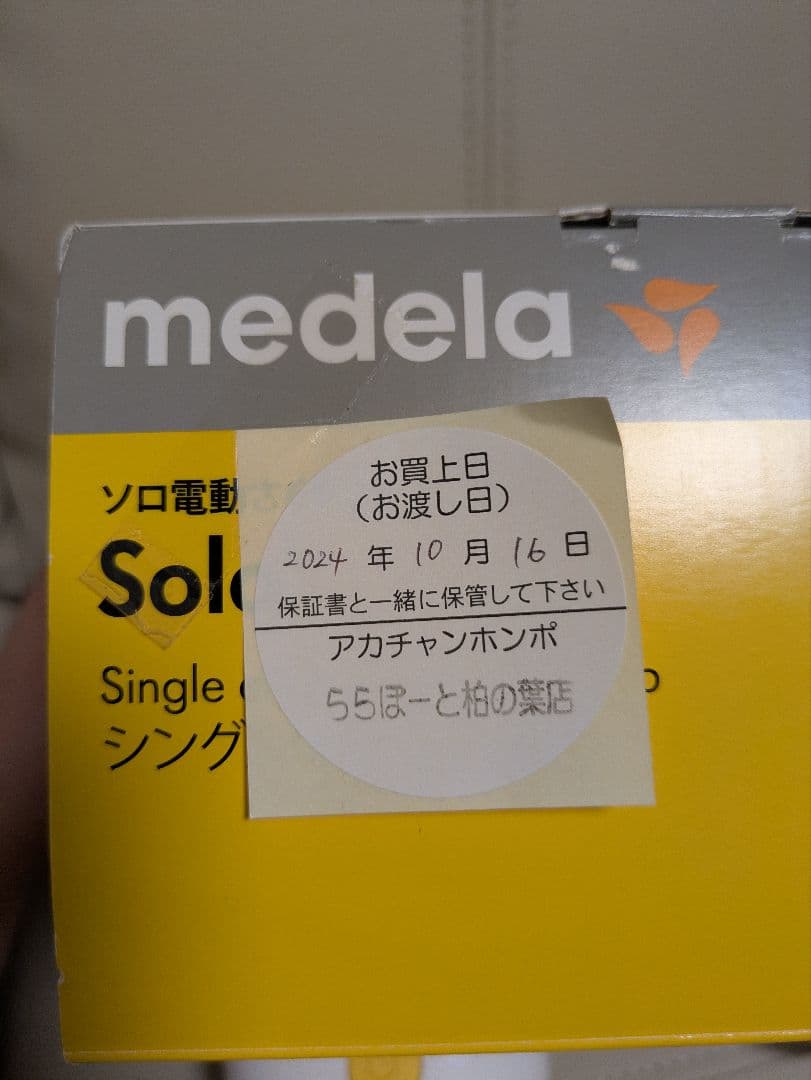 medela
ソロ電動さ
Solo
お買上日
(お渡し日)
2024 年 10 月 16 日
保証書と一緒に保管して下さい
アカチャンホンポ
ららぽーと柏の葉店
Single
シング